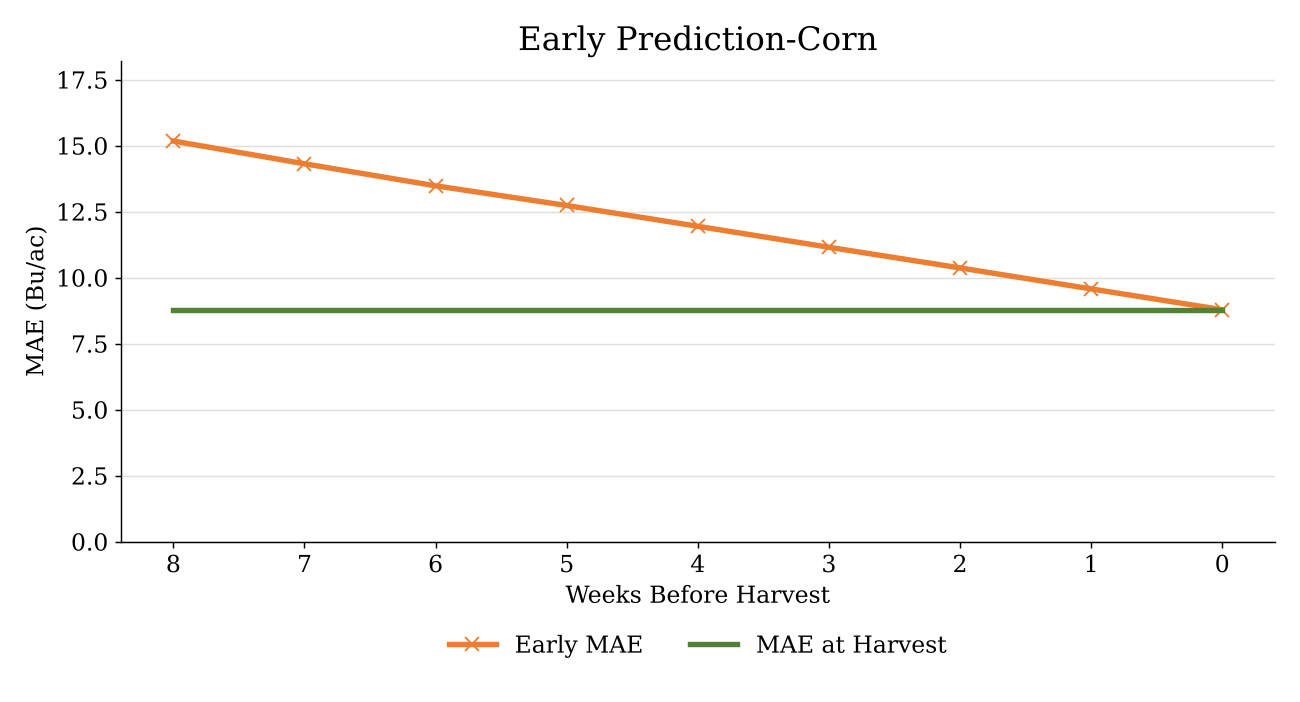 Early Prediction-Corn
MAE (Bu/ac)
17.5
15.0
12.5
10.0
7.5
5.0
2.5
0.0
8 7 6 5 4 3 2 1 0
Weeks Before Harvest
Early MAE MAE at Harvest